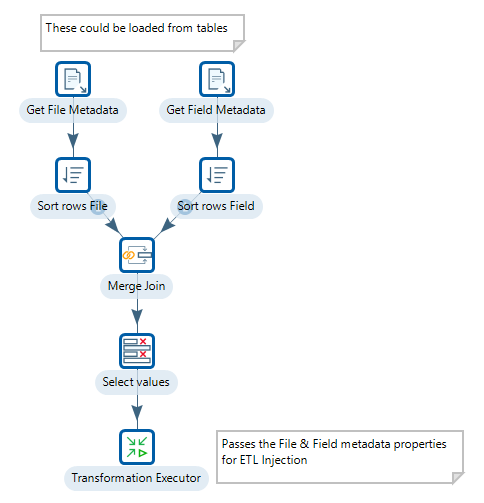 These could be loaded from tables
Get File Metadata
Get Field Metadata
Sort rows File
Sort rows Field
Merge Join
Select values
Transformation Executor
Passes the File & Field metadata properties
for ETL Injection